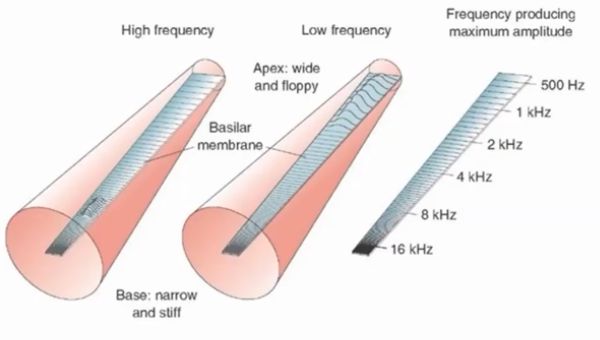 High frequency
Low frequency
Frequency producing
maximum amplitude
Apex: wide
and floppy
Basilar
membrane
500 Hz
1 kHz
2 kHz
4 kHz
8 kHz
16 kHz
Base: narrow
and stiff